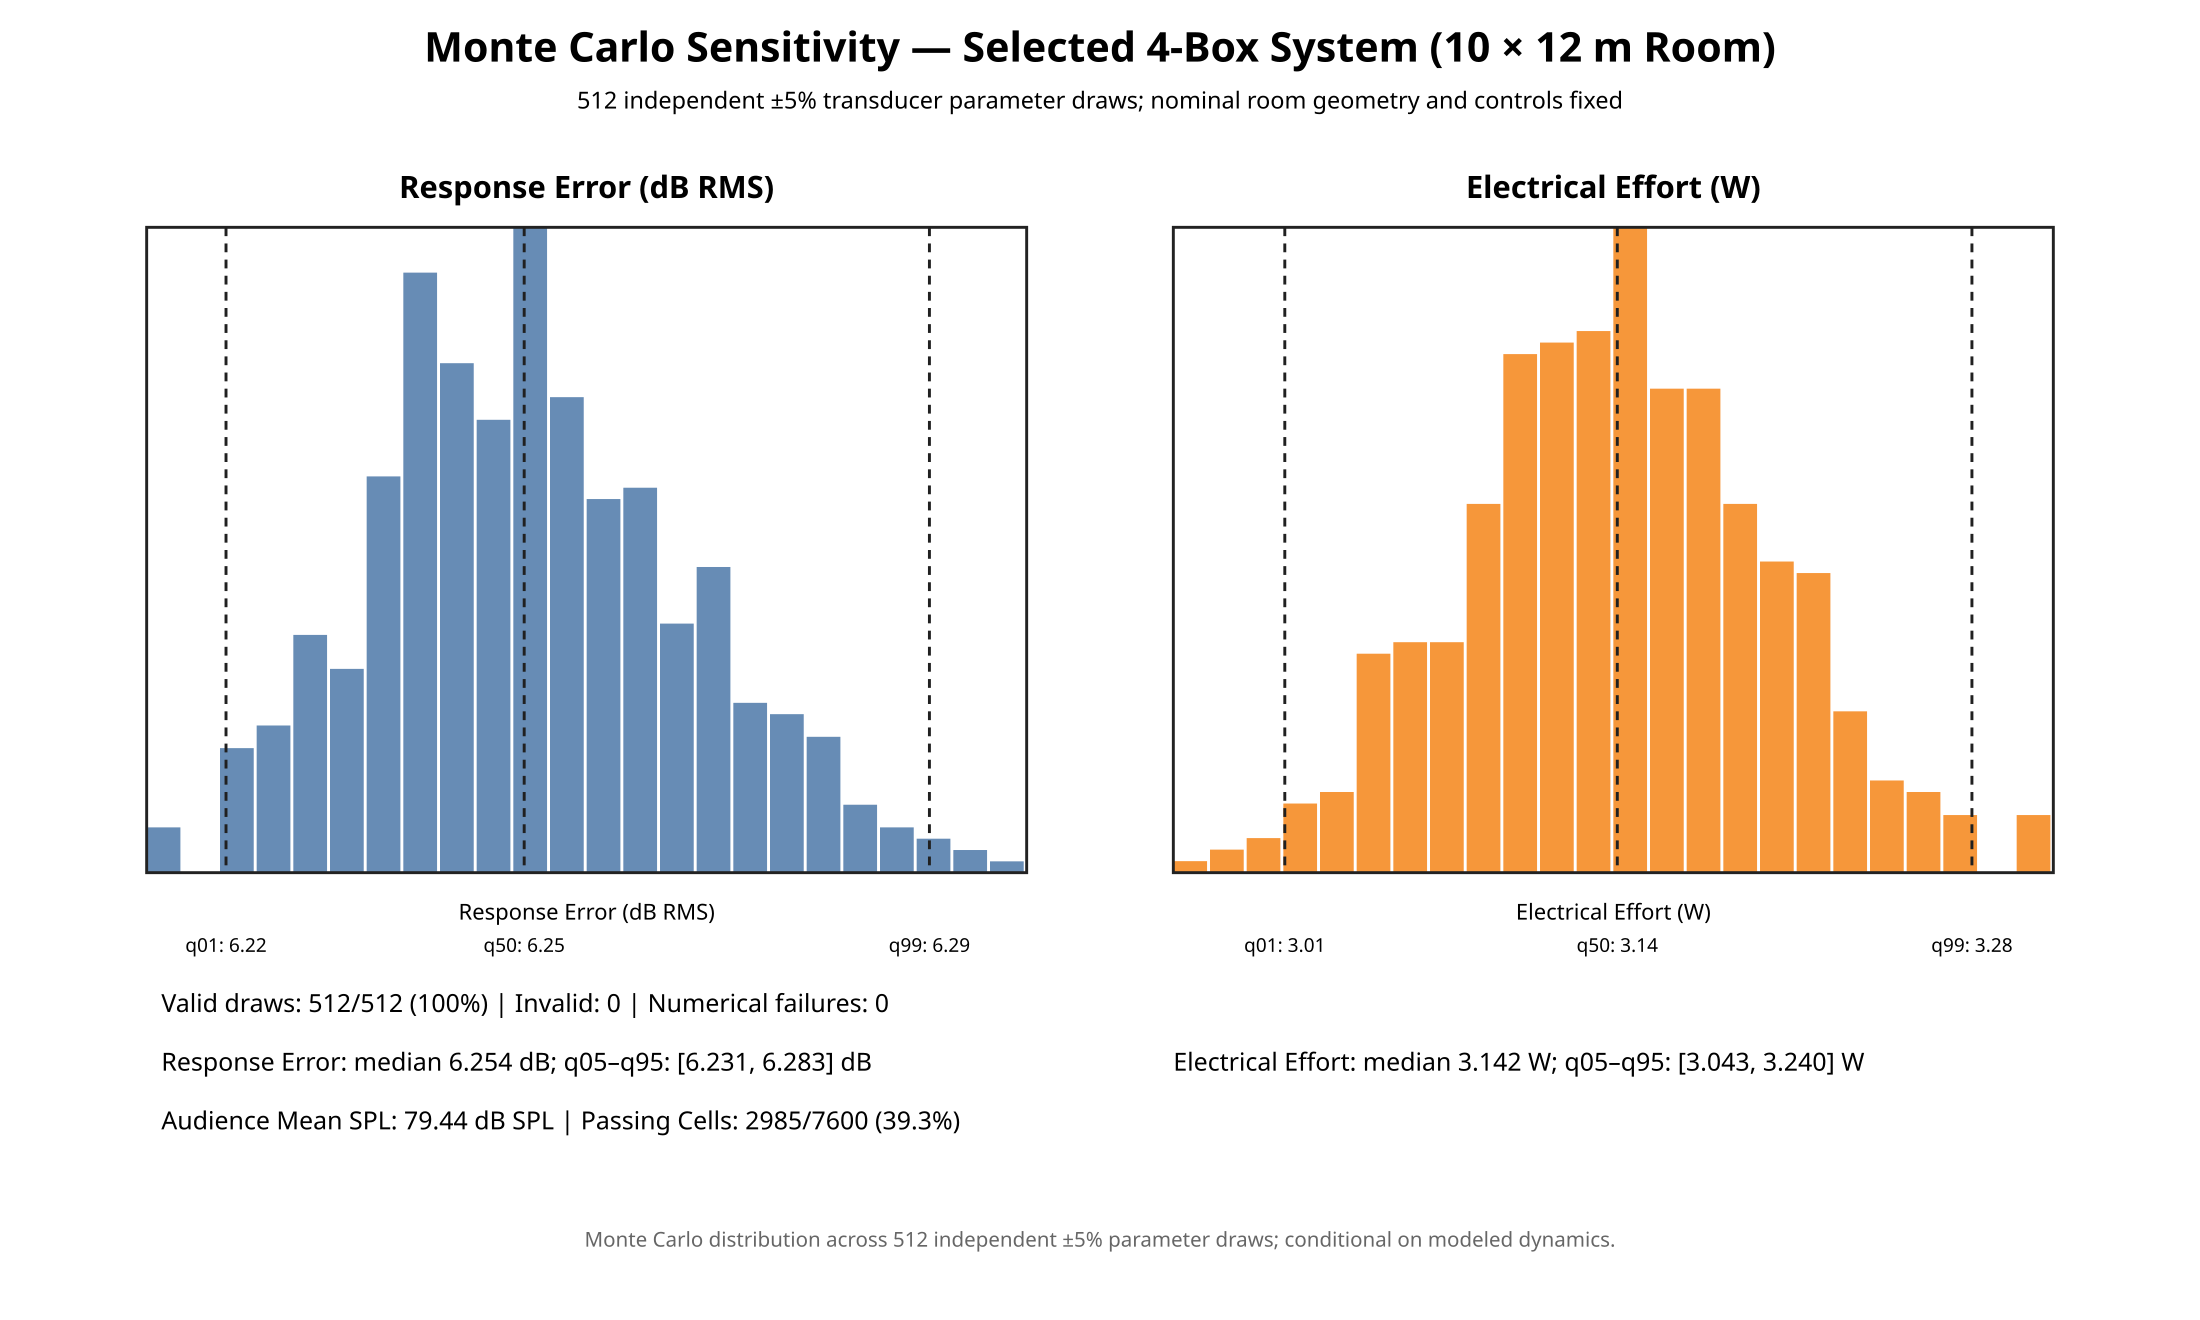 Monte Carlo Sensitivity — Selected 4-Box System (10 × 12 m Room)
512 independent ±5% transducer parameter draws; nominal room geometry and controls fixed
Response Error (dB RMS)
Response Error (dB RMS)
q01: 6.22
q50: 6.25
q99: 6.29
Electrical Effort (W)
Electrical Effort (W)
q01: 3.01
q50: 3.14
q99: 3.28
Valid draws: 512/512 (100%) | Invalid: 0 | Numerical failures: 0
Response Error: median 6.254 dB; q05–q95: [6.231, 6.283] dB
Electrical Effort: median 3.142 W; q05–q95: [3.043, 3.240] W
Audience Mean SPL: 79.44 dB SPL | Passing Cells: 2985/7600 (39.3%)
Monte Carlo distribution across 512 independent ±5% parameter draws; conditional on modeled dynamics.